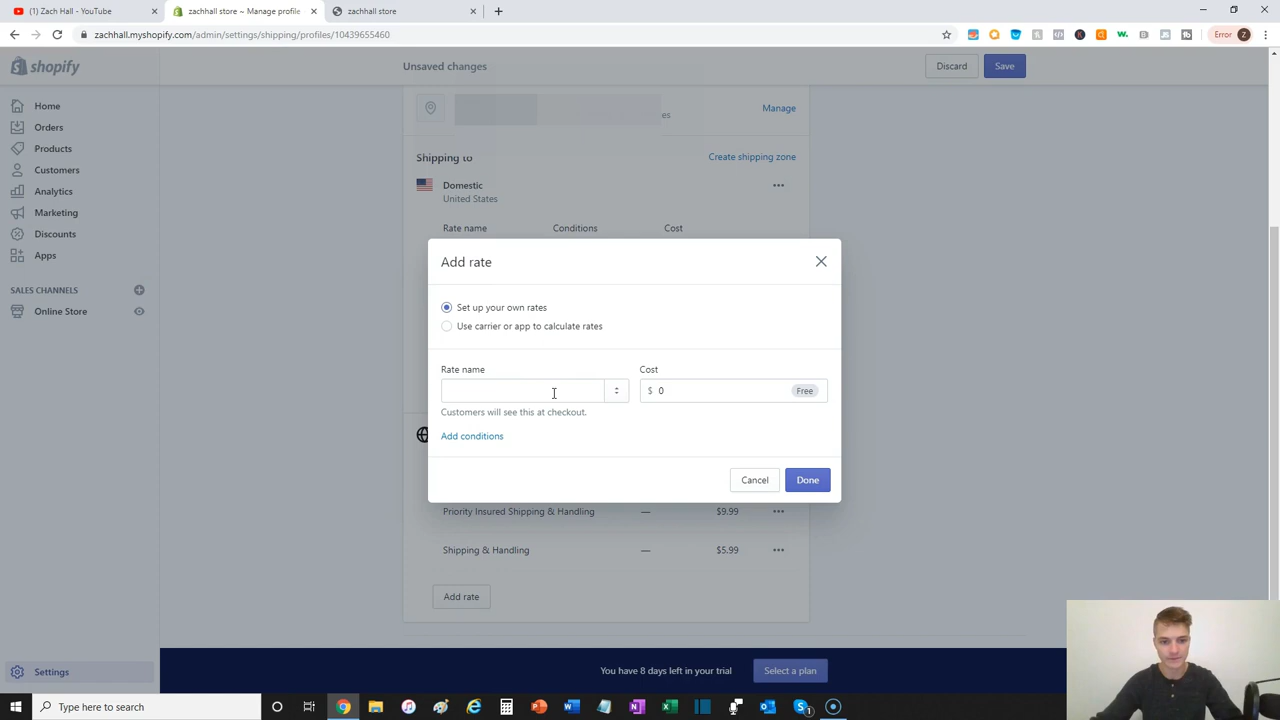 (1) Zach Hall - YouTube
zachhall store ~ Manage profile
zachhall store
zachhall.myshopify.com/admin/settings/shipping/profiles/10439655460
Error
Z
shopify
Unsaved changes
Discard
Save
Home
Orders
Products
Customers
Analytics
Marketing
Discounts
Apps
SALES CHANNELS
Online Store
Settings
es
Manage
Shipping to
Create shipping zone
Domestic
United States
Rate name Conditions Cost
Add rate
Set up your own rates
Use carrier or app to calculate rates
Rate name Cost
$ 0 Free
Customers will see this at checkout.
Add conditions
Cancel
Done
Priority Insured Shipping & Handling — $9.99
Shipping & Handling — $5.99
Add rate
You have 8 days left in your trial
Select a plan
Type here to search